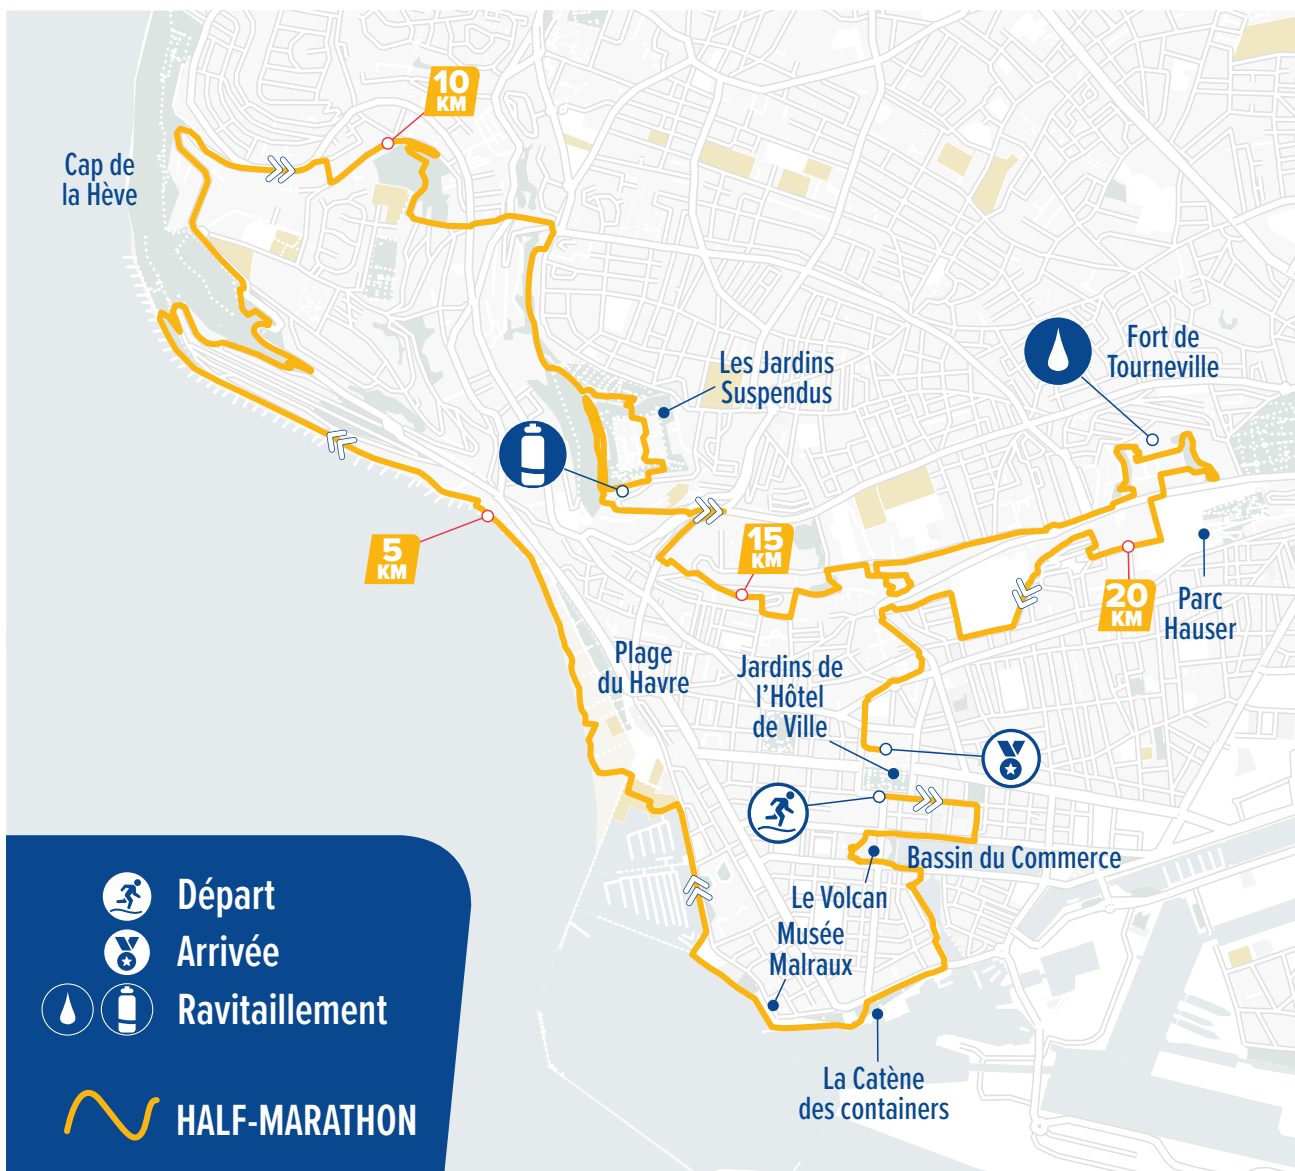 10
KM
Cap de
la Hève
Fort de
Tourneville
Les Jardins
Suspendus
5
KM
15
KM
20
KM
Parc
Hauser
Plage
du Havre
Jardins de
l'Hôtel
de Ville
Bassin du Commerce
Le Volcan
Musée
Malraux
La Catène
des containers
Départ
Arrivée
Ravitaillement
HALF-MARATHON